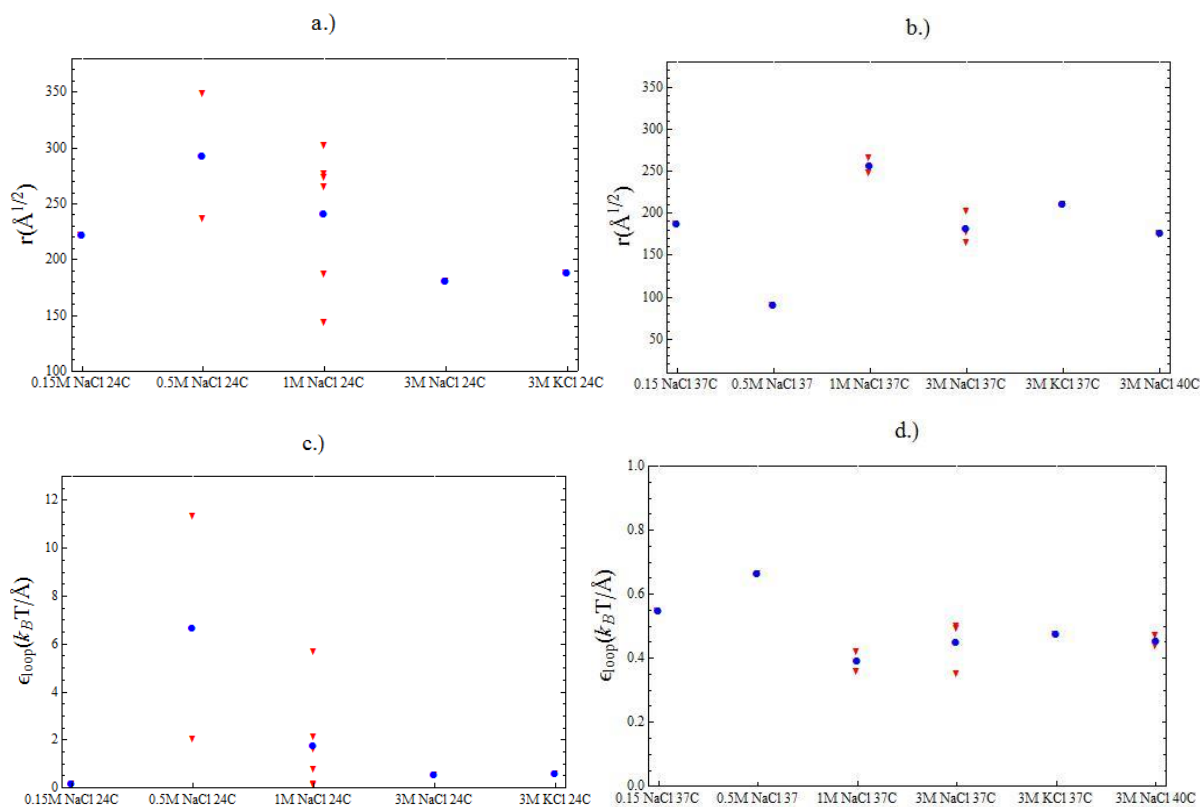 a.)
r(Å1/2)
350
300
250
200
150
100
0.15M NaCl 24C 0.5M NaCl 24C 1M NaCl 24C 3M NaCl 24C 3M KCl 24C
b.)
r(Å1/2)
350
300
250
200
150
100
50
0.15 NaCl 37C 0.5M NaCl 37 1M NaCl 37C 3M NaCl 37C 3M KCl 37C 3M NaCl 40C
c.)
ϵloop(kBT/Å)
12
10
8
6
4
2
0
0.15M NaCl 24C 0.5M NaCl 24C 1M NaCl 24C 3M NaCl 24C 3M KCl 24C
d.)
ϵloop(kBT/Å)
1.0
0.8
0.6
0.4
0.2
0.0
0.15 NaCl 37C 0.5M NaCl 37 1M NaCl 37C 3M NaCl 37C 3M KCl 37C 3M NaCl 40C